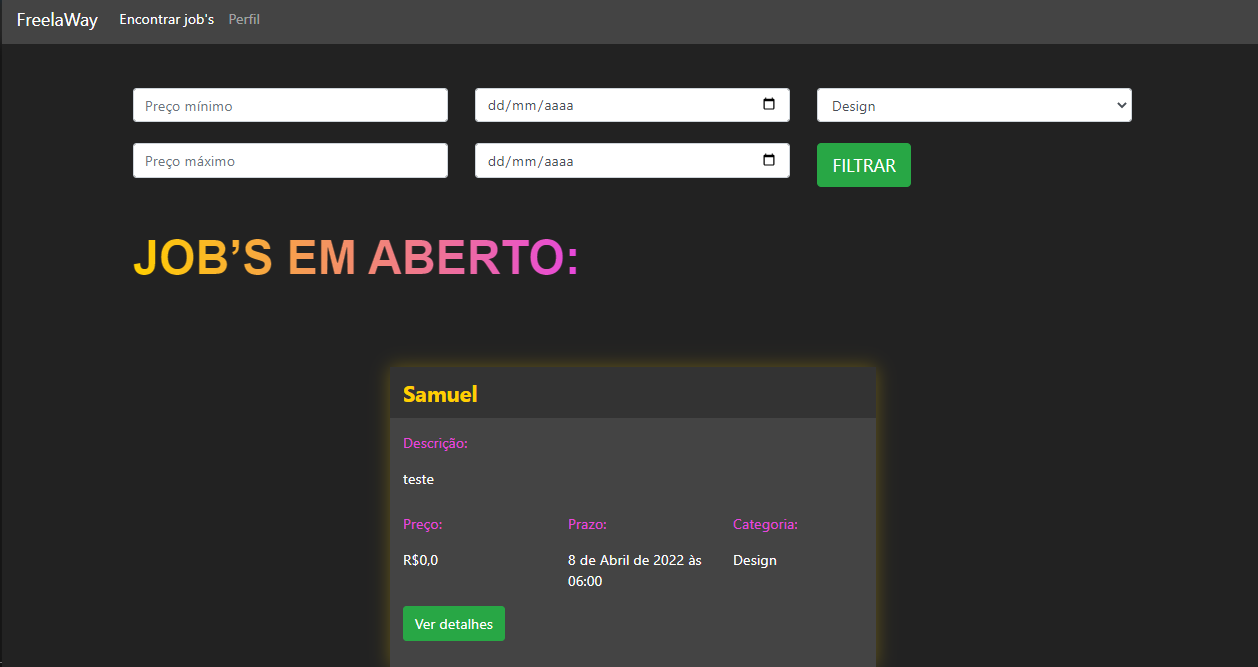 FreelaWay Encontrar job's Perfil
Preço mínimo dd/mm/aaaa Design
Preço máximo dd/mm/aaaa FILTRAR
JOB’S EM ABERTO:
Samuel
Descrição:
teste
Preço: Prazo: Categoria:
R$0,0 8 de Abril de 2022 às Design
06:00
Ver detalhes